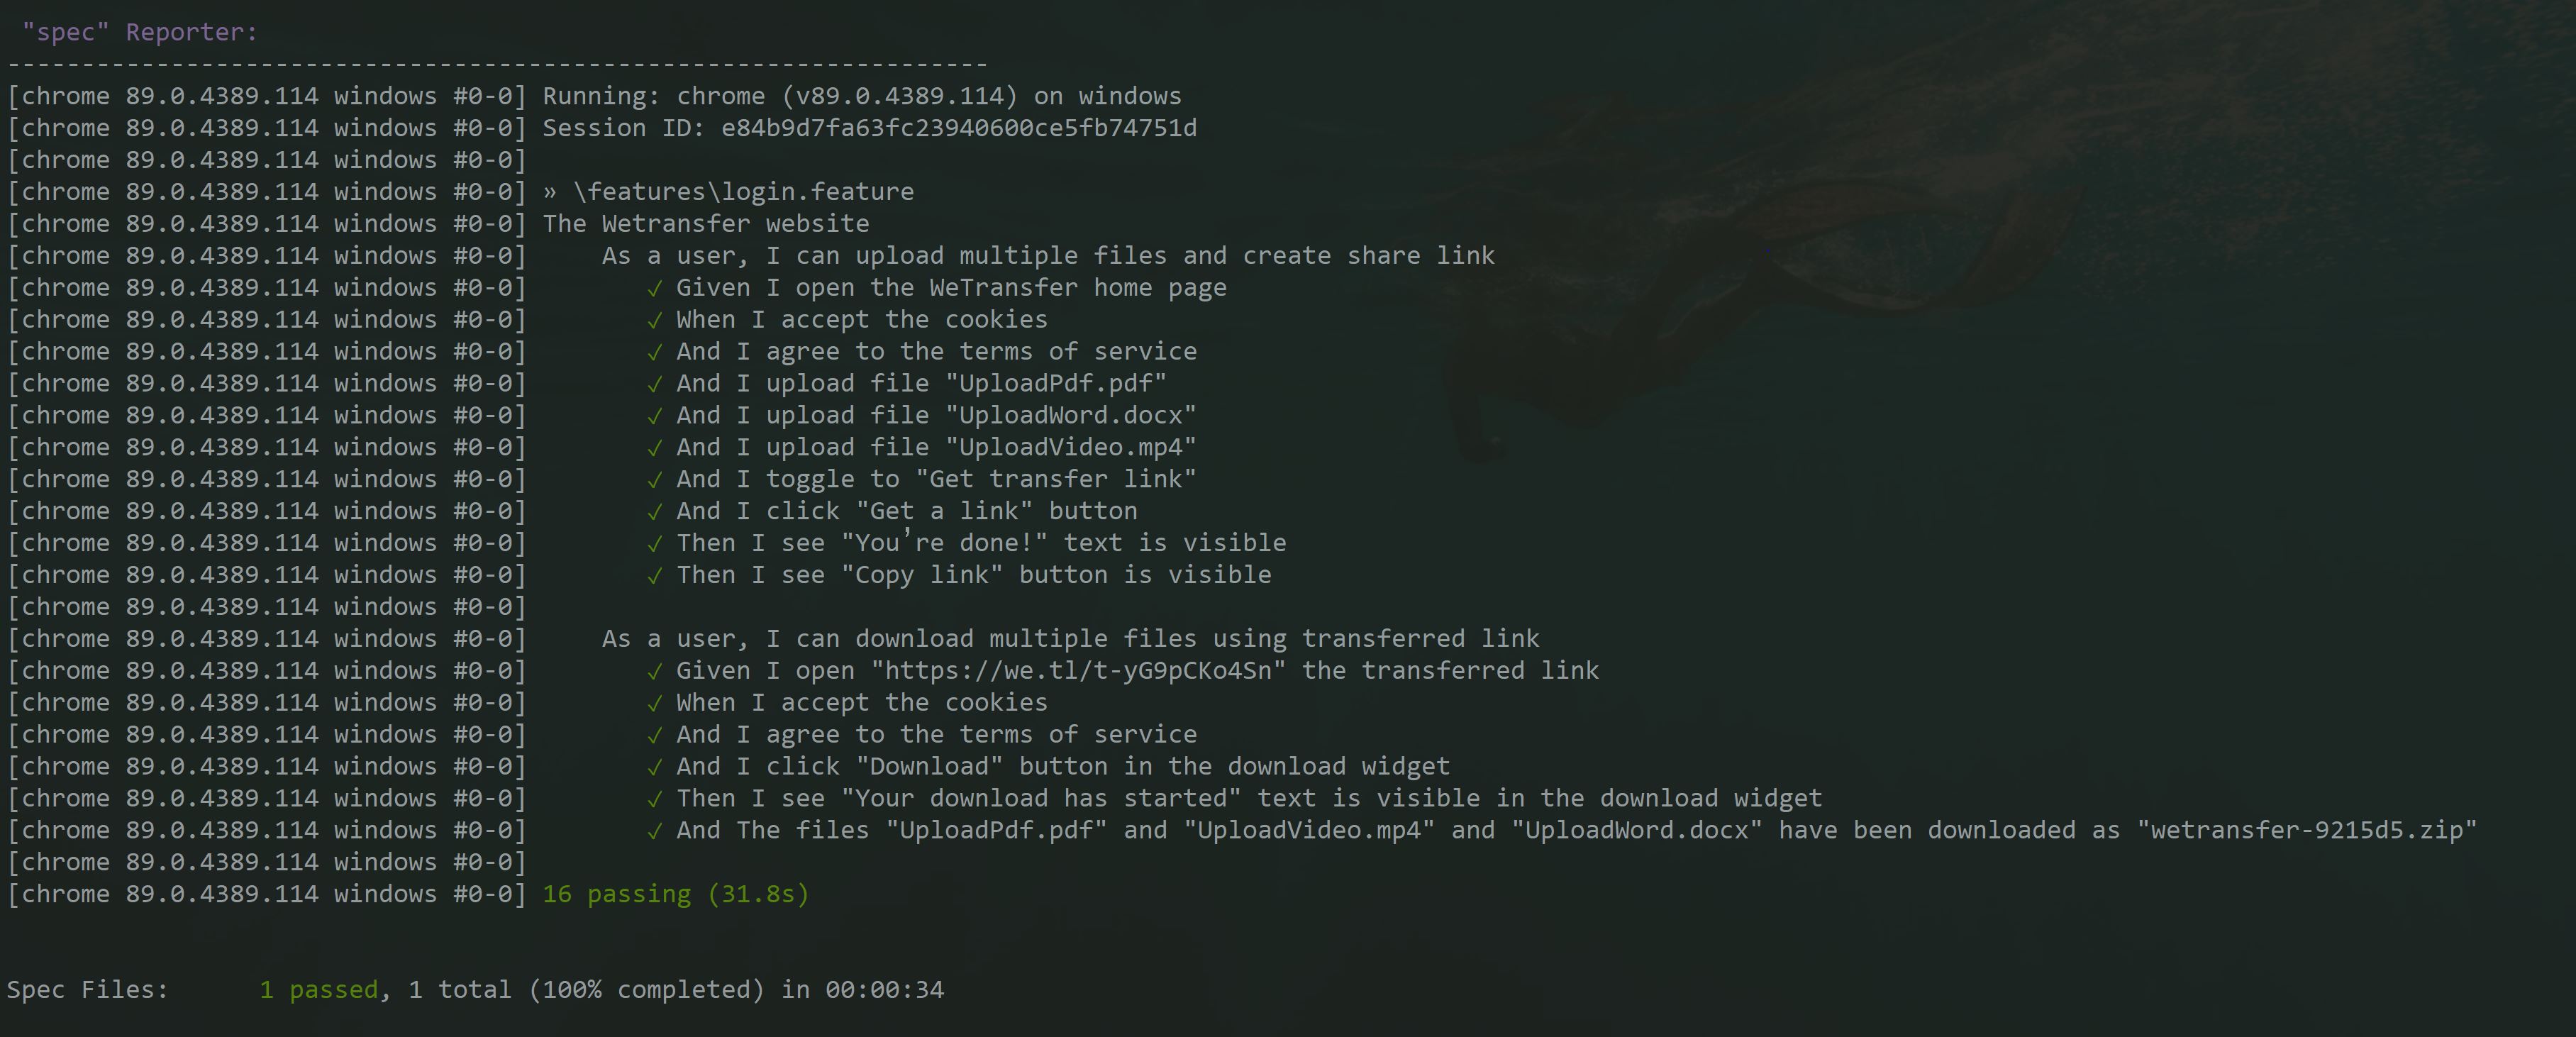 "spec" Reporter:
------------------------------------------------------------------
[chrome 89.0.4389.114 windows #0-0] Running: chrome (v89.0.4389.114) on windows
[chrome 89.0.4389.114 windows #0-0] Session ID: e84b9d7fa63fc23940600ce5fb74751d
[chrome 89.0.4389.114 windows #0-0]
[chrome 89.0.4389.114 windows #0-0] » \features\login.feature
[chrome 89.0.4389.114 windows #0-0] The Wetransfer website
[chrome 89.0.4389.114 windows #0-0]     As a user, I can upload multiple files and create share link
[chrome 89.0.4389.114 windows #0-0]        ✓ Given I open the WeTransfer home page
[chrome 89.0.4389.114 windows #0-0]        ✓ When I accept the cookies
[chrome 89.0.4389.114 windows #0-0]        ✓ And I agree to the terms of service
[chrome 89.0.4389.114 windows #0-0]        ✓ And I upload file "UploadPdf.pdf"
[chrome 89.0.4389.114 windows #0-0]        ✓ And I upload file "UploadWord.docx"
[chrome 89.0.4389.114 windows #0-0]        ✓ And I upload file "UploadVideo.mp4"
[chrome 89.0.4389.114 windows #0-0]        ✓ And I toggle to "Get transfer link"
[chrome 89.0.4389.114 windows #0-0]        ✓ And I click "Get a link" button
[chrome 89.0.4389.114 windows #0-0]        ✓ Then I see "You’re done!" text is visible
[chrome 89.0.4389.114 windows #0-0]        ✓ Then I see "Copy link" button is visible
[chrome 89.0.4389.114 windows #0-0]
[chrome 89.0.4389.114 windows #0-0]     As a user, I can download multiple files using transferred link
[chrome 89.0.4389.114 windows #0-0]        ✓ Given I open "https://we.tl/t-yG9pCKo4Sn" the transferred link
[chrome 89.0.4389.114 windows #0-0]        ✓ When I accept the cookies
[chrome 89.0.4389.114 windows #0-0]        ✓ And I agree to the terms of service
[chrome 89.0.4389.114 windows #0-0]        ✓ And I click "Download" button in the download widget
[chrome 89.0.4389.114 windows #0-0]        ✓ Then I see "Your download has started" text is visible in the download widget
[chrome 89.0.4389.114 windows #0-0]        ✓ And The files "UploadPdf.pdf" and "UploadVideo.mp4" and "UploadWord.docx" have been downloaded as "wetransfer-9215d5.zip"
[chrome 89.0.4389.114 windows #0-0]
[chrome 89.0.4389.114 windows #0-0] 16 passing (31.8s)
Spec Files:      1 passed, 1 total (100% completed) in 00:00:34